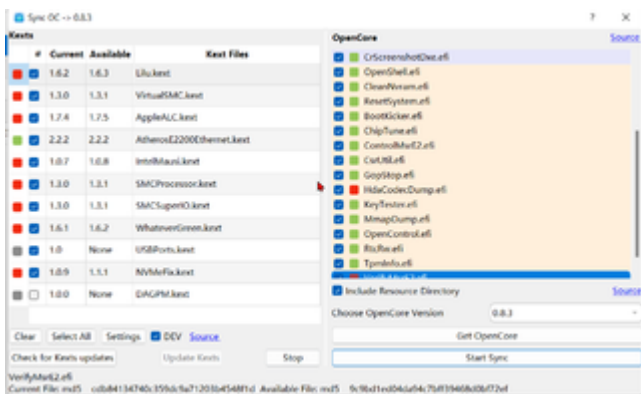 Sync OC -> 0.8.3
Kexts
# Current Available Kext Files
1.6.2 1.6.3 Lilu.kext
1.3.0 1.3.1 VirtualSMC.kext
1.7.4 1.7.5 AppleALC.kext
2.2.2 2.2.2 AtherosE2200Ethernet.kext
1.0.7 1.0.8 IntelMausi.kext
1.3.0 1.3.1 SMCProcessor.kext
1.3.0 1.3.1 SMCSuperIO.kext
1.6.1 1.6.2 WhateverGreen.kext
1.0 None USBPorts.kext
1.0.9 1.1.1 NVMeFix.kext
1.0.0 None DAGPM.kext
Clear Select All Settings DEV Source
Check for Kexts updates Update Kexts Stop
OpenCore Source
CrScreenshotDxe.efi
OpenShell.efi
CleanNvram.efi
ResetSystem.efi
BootKicker.efi
ChipTune.efi
ControlMsrE2.efi
CsrUtil.efi
GopStop.efi
HdaCodecDump.efi
KeyTester.efi
MmapDump.efi
OpenControl.efi
RtcRw.efi
TpmInfo.efi
VerifyMsrE2.efi
Include Resource Directory Source
Choose OpenCore Version 0.8.3
Get OpenCore
Start Sync
VerifyMsrE2.efi
Current File: md5 Available File: md5